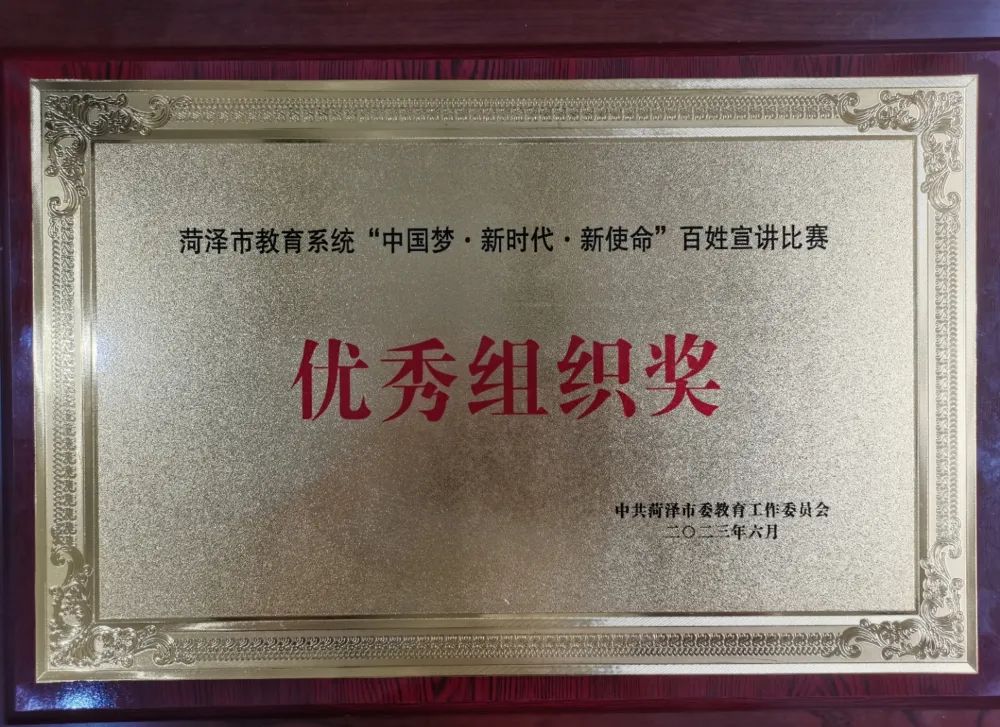 菏泽市教育系统“中国梦·新时代·新使命”百姓宣讲比赛
优秀组织奖
中共菏泽市委教育工作委员会
二〇二三年六月